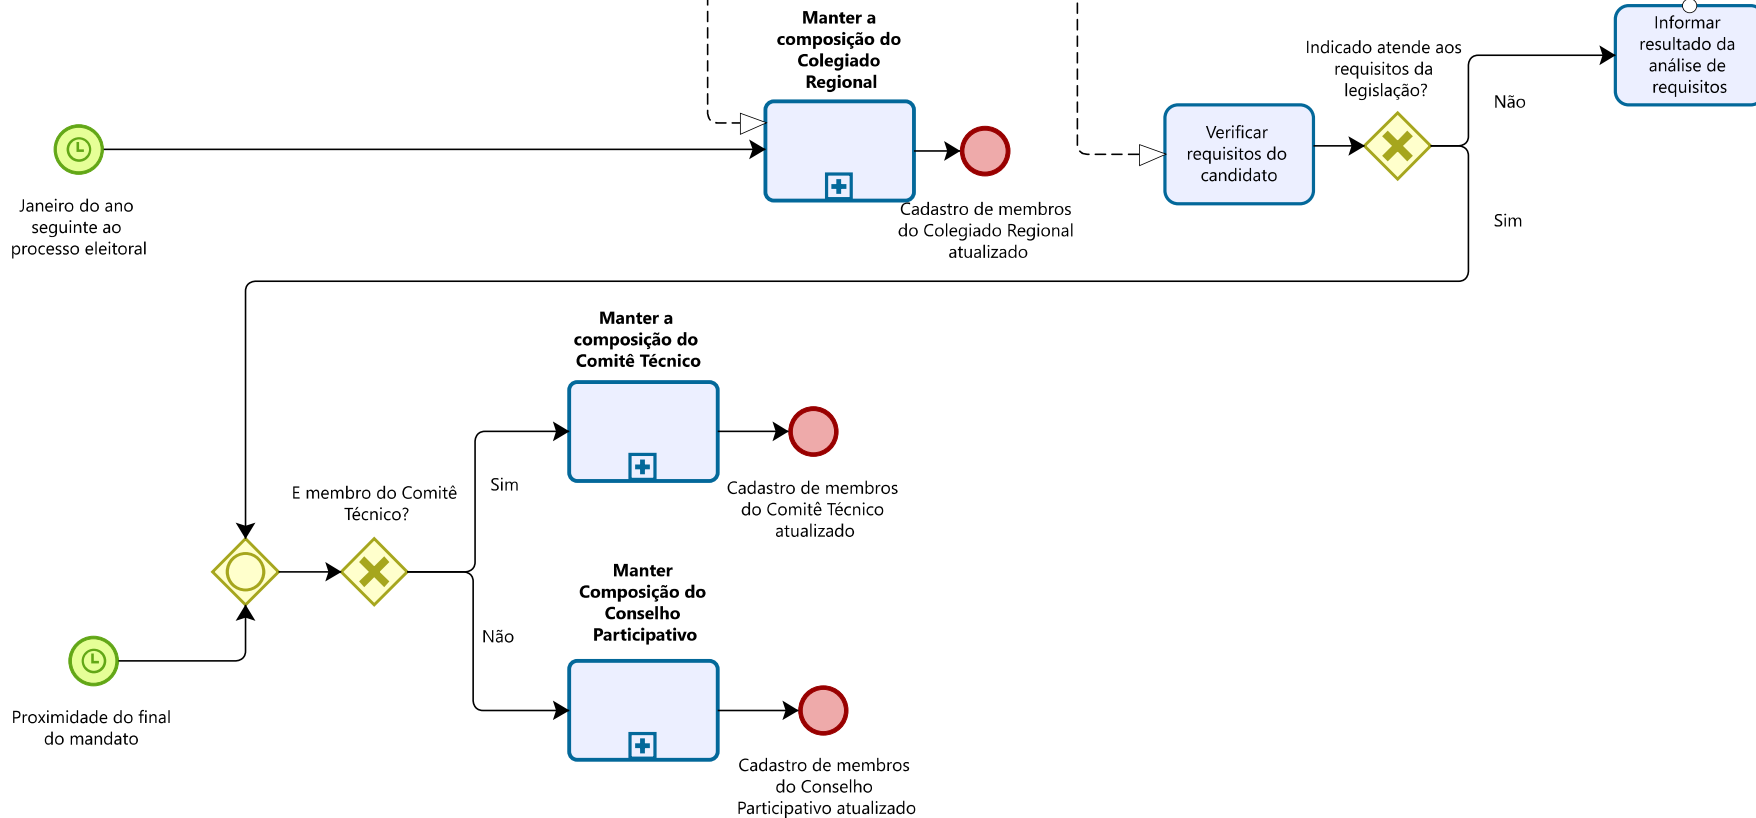 Manter a
composição do
Colegiado
Regional
Informar
resultado da
análise de
requisitos
Indicado atende aos
requisitos da
legislação?
Não
Verificar
requisitos do
candidato
Janeiro do ano
seguinte ao
processo eleitoral
Cadastro de membros
do Colegiado Regional
atualizado
Sim
Manter a
composição do
Comitê Técnico
E membro do Comitê
Técnico?
Sim
Cadastro de membros
do Comitê Técnico
atualizado
Manter
Composição do
Conselho
Participativo
Não
Proximidade do final
do mandato
Cadastro de membros
do Conselho
Participativo atualizado